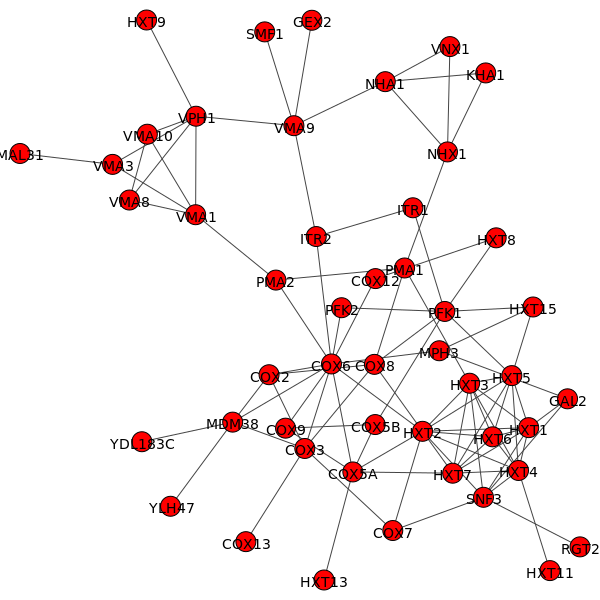 HXT9
SMF1
GEX2
VNX1
KHA1
NHA1
VPH1
VMA9
VMA10
NHX1
MAL31
VMA3
VMA8
VMA1
ITR1
ITR2
HXT8
PMA1
PMA2
COX12
PFK2
PFK1
HXT15
MPH3
COX6
COX8
COX2
HXT3
HXT5
GAL2
MDM38
COX9
COX5B
HXT2
HXT1
HXT6
YDL183C
COX3
COX5A
HXT7
HXT4
SNF3
YLH47
COX7
COX13
RGT2
HXT13
HXT11